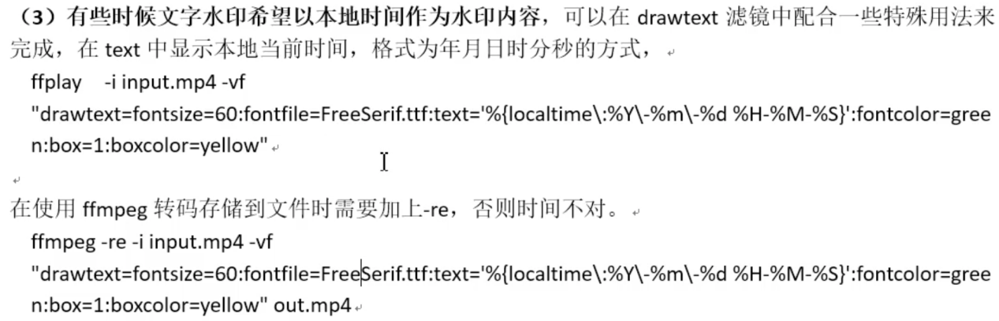 （3）有些时候文字水印希望以本地时间作为水印内容，可以在 drawtext 滤镜中配合一些特殊用法来
完成，在 text 中显示本地当前时间，格式为年月日时分秒的方式，
ffplay -i input.mp4 -vf
"drawtext=fontsize=60:fontfile=FreeSerif.ttf:text='%{localtime\:%Y\-%m\-%d %H-%M-%S}':fontcolor=gree
n:box=1:boxcolor=yellow"
在使用 ffmpeg 转码存储到文件时需要加上-re，否则时间不对。
ffmpeg -re -i input.mp4 -vf
"drawtext=fontsize=60:fontfile=FreeSerif.ttf:text='%{localtime\:%Y\-%m\-%d %H-%M-%S}':fontcolor=gree
n:box=1:boxcolor=yellow" out.mp4